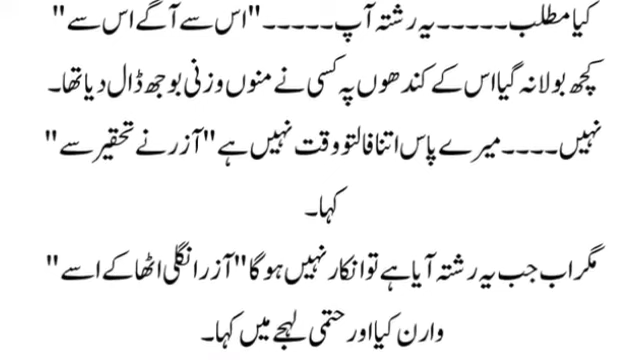 کیا مطلب۔۔۔۔۔یہ رشتہ آپ۔۔۔۔۔"اس سے آگے اس سے"
کچھ بولا نہ گیا اس کے کندھوں پہ کسی نے منوں وزنی بوجھ ڈال دیا تھا۔
نہیں۔۔۔۔میرے پاس اتنا فالتو وقت نہیں ہے"آزر نے تحقیر سے"
کہا۔
مگر اب جب یہ رشتہ آیا ہے تو انکار نہیں ہوگا"آزر انگلی اٹھا کے اسے"
وارن کیا اور حتمی لہجے میں کہا۔